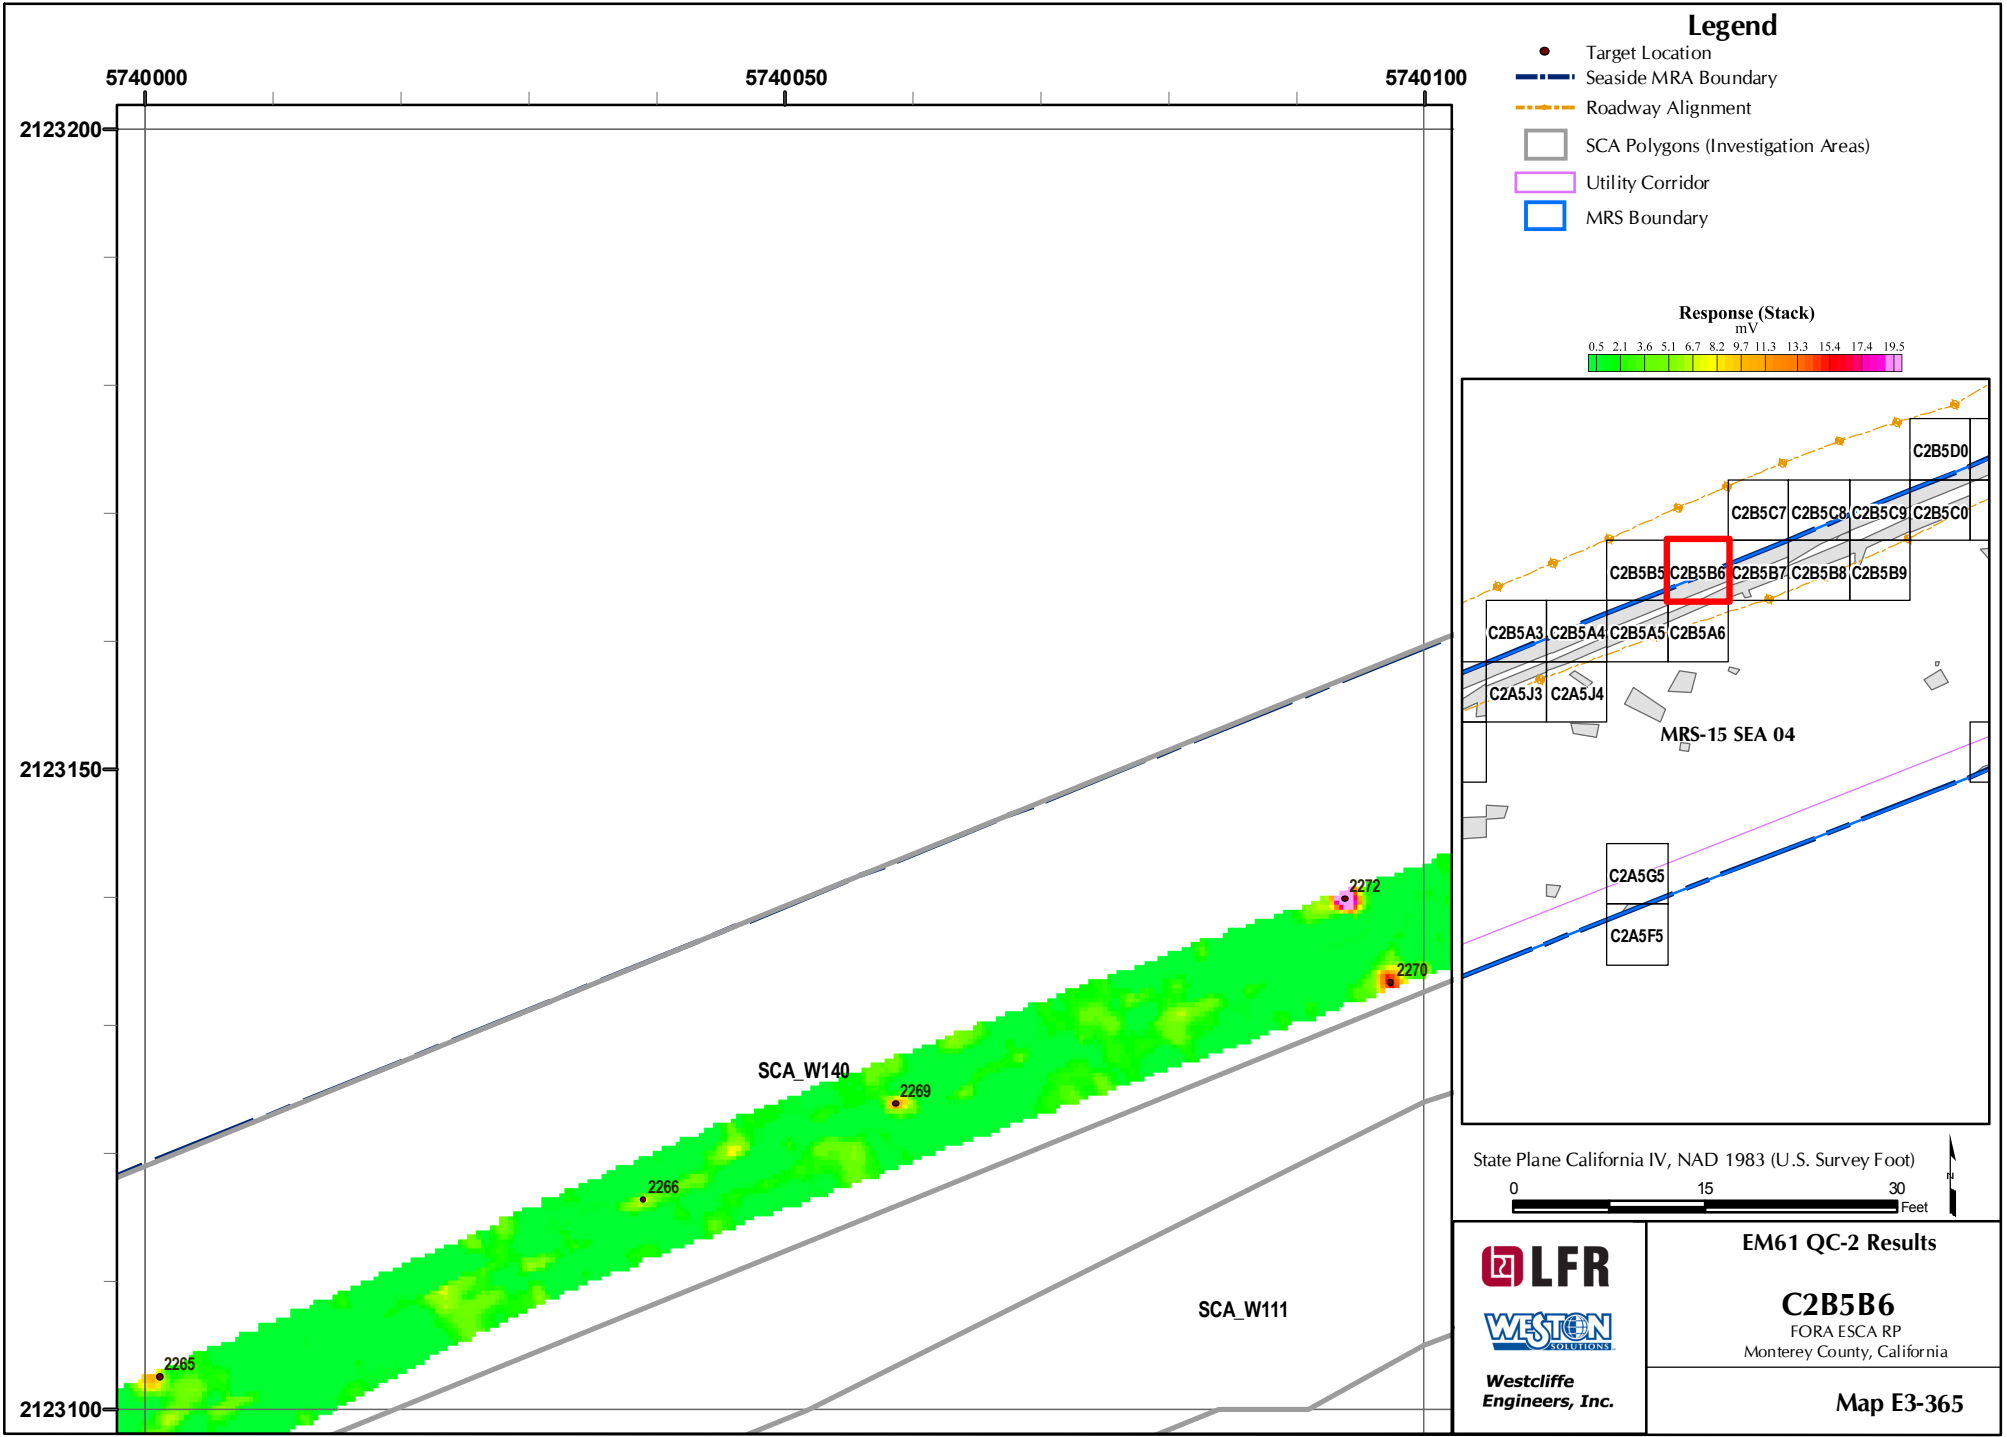 Legend
Target Location
Seaside MRA Boundary
Roadway Alignment
SCA Polygons (Investigation Areas)
Utility Corridor
MRS Boundary
5740000
5740050
5740100
2123200
2123150
2123100
2272
2270
SCA_W140
2269
2266
2265
SCA_W111
Response (Stack)
mV
0.5 2.1 3.6 5.1 6.7 8.2 9.7 11.3 13.3 15.4 17.4 19.5
C2B5D0
C2B5C7 C2B5C8 C2B5C9 C2B5C0
C2B5B5 C2B5B6 C2B5B7 C2B5B8 C2B5B9
C2B5A3 C2B5A4 C2B5A5 C2B5A6
C2A5J3 C2A5J4
MRS-15 SEA 04
C2A5G5
C2A5F5
State Plane California IV, NAD 1983 (U.S. Survey Foot)
0 15 30
Feet
N
LFR
WESTON
SOLUTIONS
Westcliffe
Engineers, Inc.
EM61 QC-2 Results
C2B5B6
FORA ESCA RP
Monterey County, California
Map E3-365